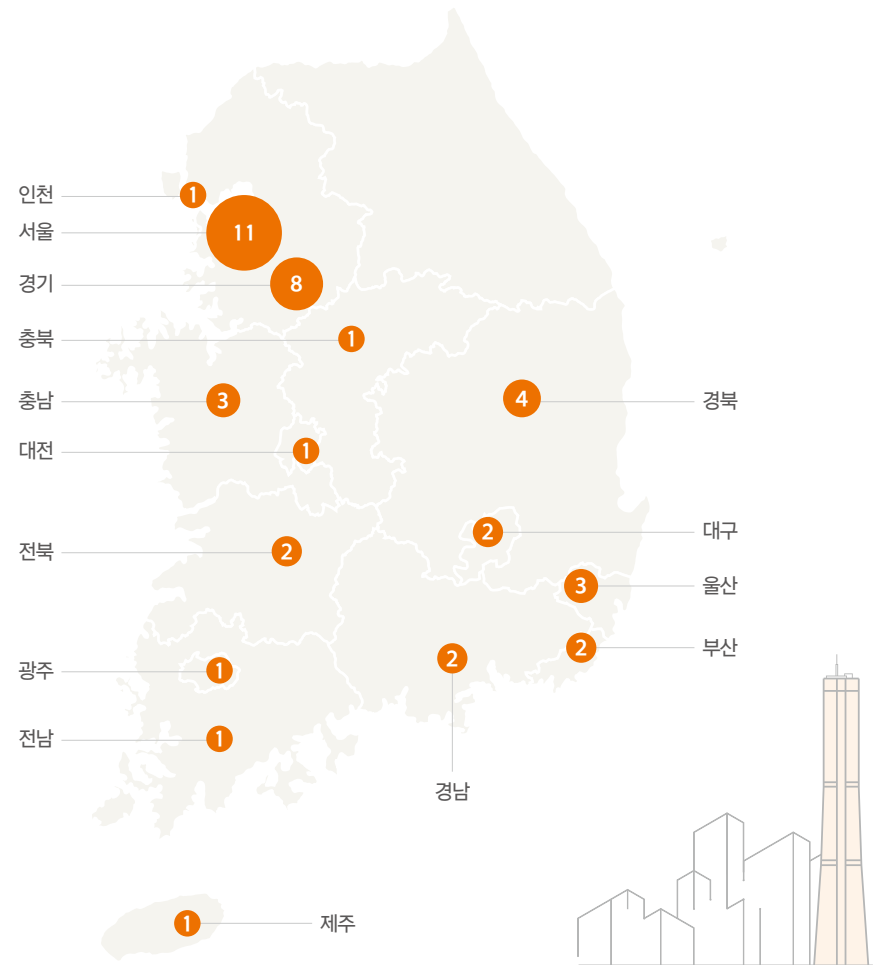 인천 1
서울 11
경기 8
충북 1
충남 3
4 경북
대전 1
2 대구
전북 2
3 울산
2 부산
광주 1
2
경남
전남 1
1 제주